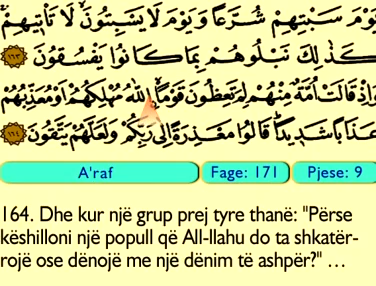 يَوْمَ سَبْتِهِمْ شُرَّعًا وَيَوْمَ لَا يَسْبِتُونَ لَا تَأْتِيهِمْ
كَذَٰلِكَ نَبْلُوهُمْ بِمَا كَانُوا يَفْسُقُونَ ١٦٣
وَإِذْ قَالَتْ أُمَّةٌ مِنْهُمْ لِمَ تَعِظُونَ قَوْمًا اللَّهُ مُهْلِكُهُمْ أَوْ مُعَذِّبُهُمْ
عَذَابًا شَدِيدًا قَالُوا مَعْذِرَةً إِلَىٰ رَبِّكُمْ وَلَعَلَّهُمْ يَتَّقُونَ ١٦٤
A'raf Fage: 171 Pjese: 9
164. Dhe kur një grup prej tyre thanë: "Përse
këshilloni një popull që All-llahu do ta shkatër-
rojë ose dënojë me një dënim të ashpër?" ...